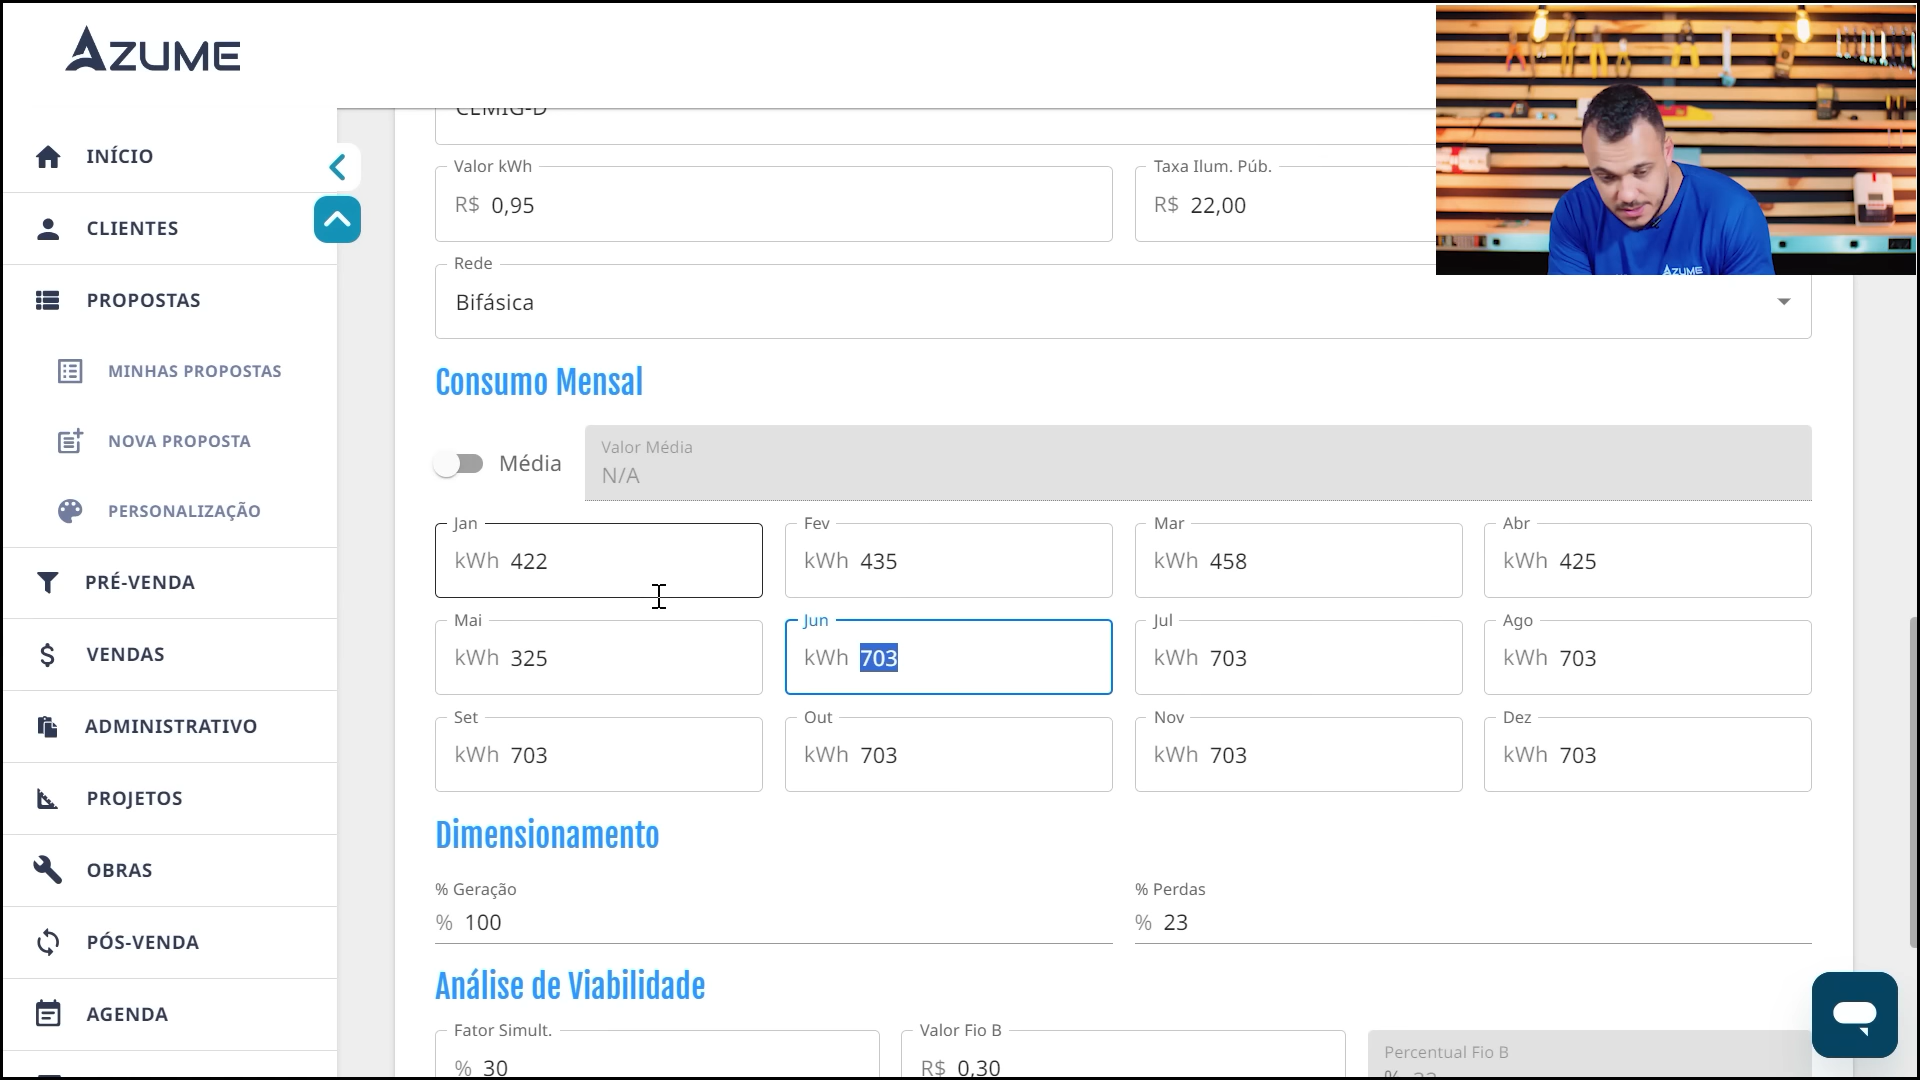 AZUME
INÍCIO
CLIENTES
PROPOSTAS
MINHAS PROPOSTAS
NOVA PROPOSTA
PERSONALIZAÇÃO
PRÉ-VENDA
VENDAS
ADMINISTRATIVO
PROJETOS
OBRAS
PÓS-VENDA
AGENDA
CEMIG-D
Valor kWh
R$ 0,95
Taxa Ilum. Púb.
R$ 22,00
Rede
Bifásica
Consumo Mensal
Média
Valor Média
N/A
Jan
kWh 422
Fev
kWh 435
Mar
kWh 458
Abr
kWh 425
Mai
kWh 325
Jun
kWh 703
Jul
kWh 703
Ago
kWh 703
Set
kWh 703
Out
kWh 703
Nov
kWh 703
Dez
kWh 703
Dimensionamento
% Geração
% 100
% Perdas
% 23
Análise de Viabilidade
Fator Simult.
% 30
Valor Fio B
R$ 0,30
Percentual Fio B
AZUME